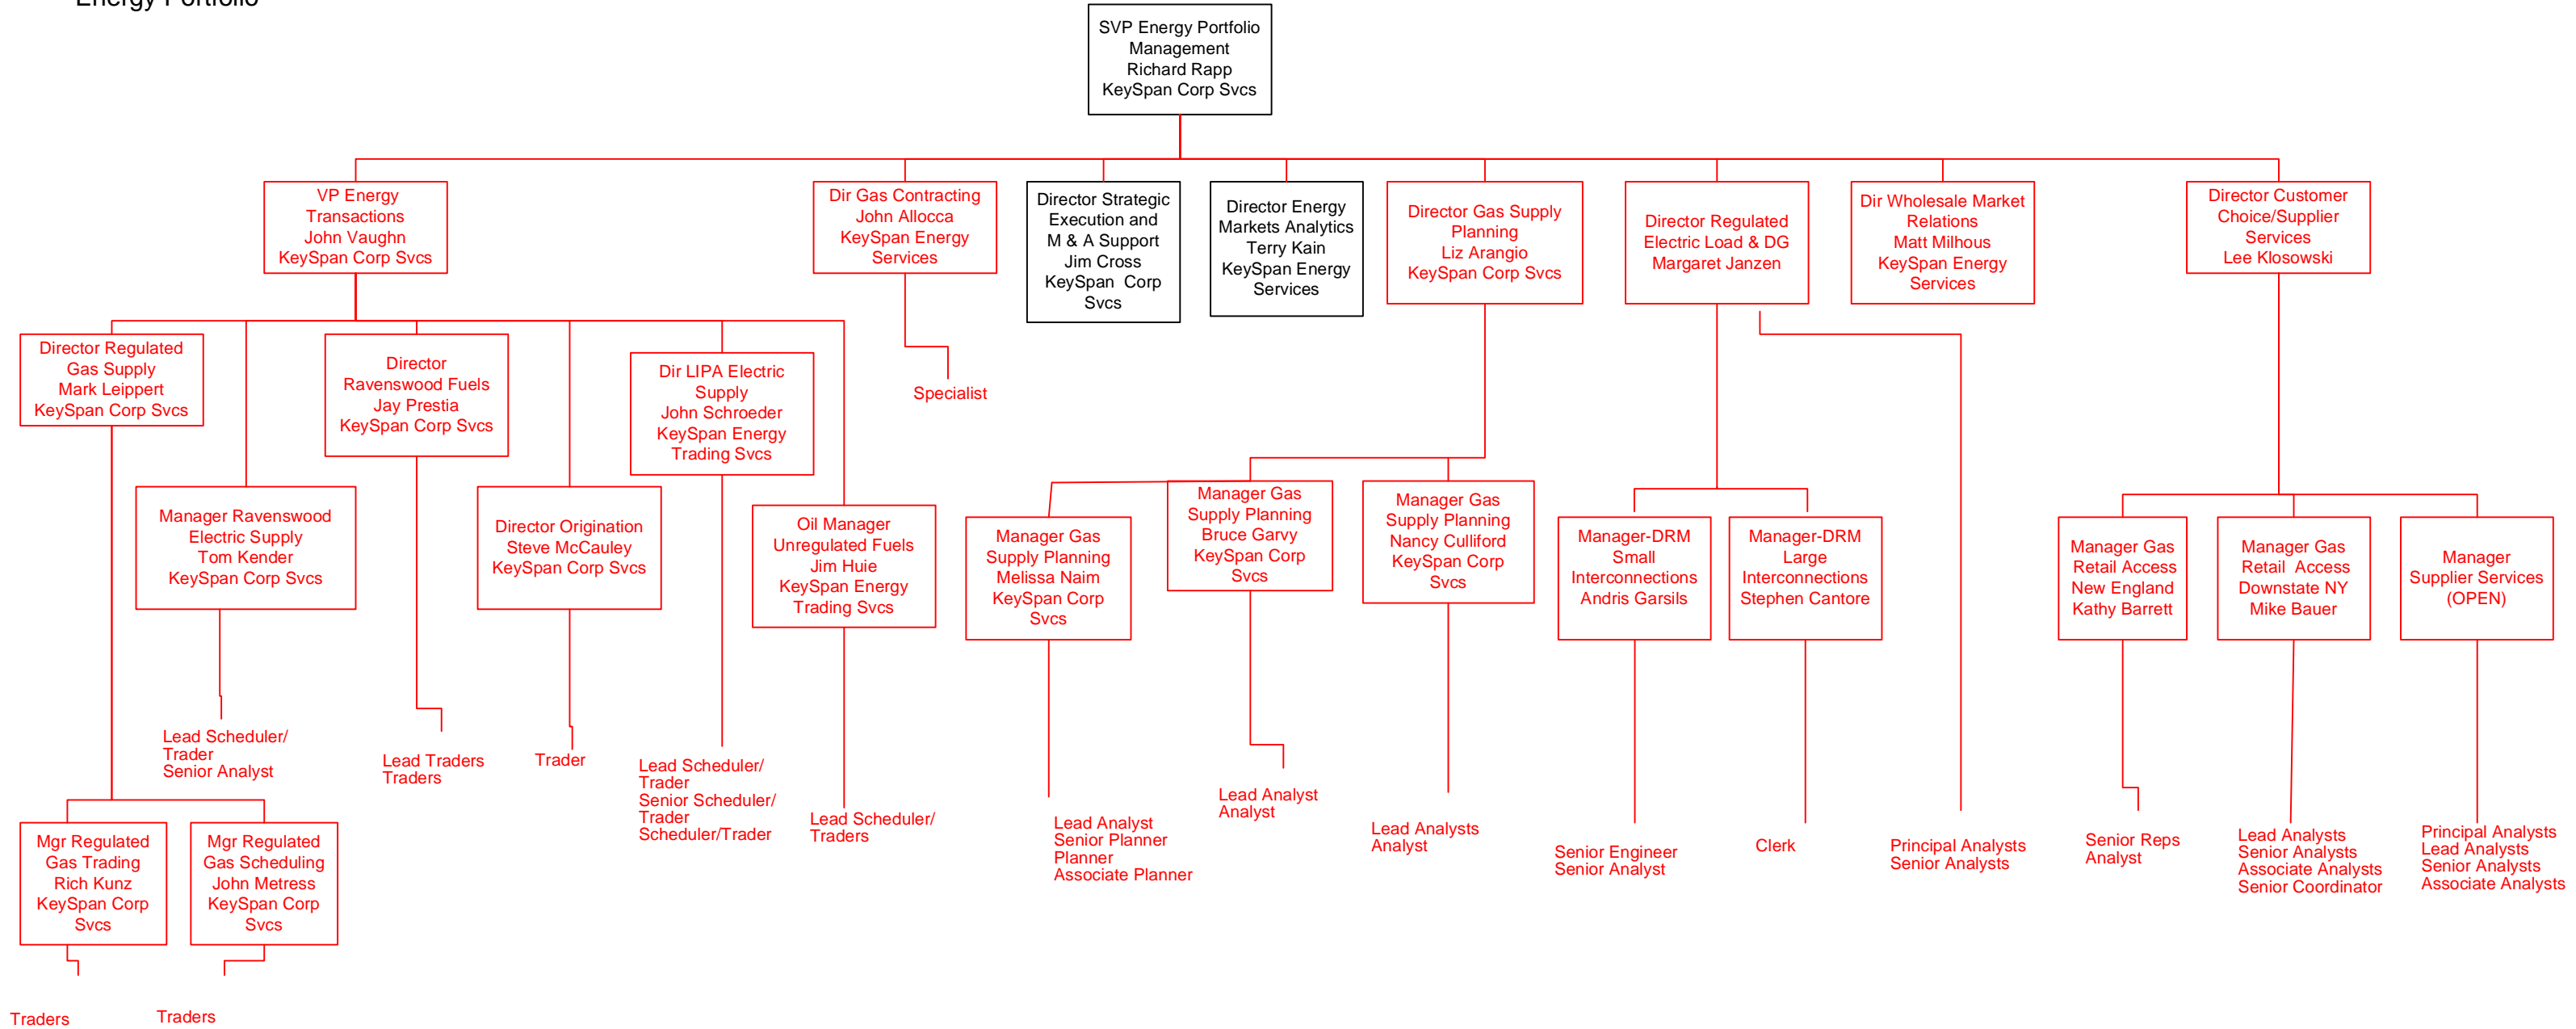 Energy Portfolio
SVP Energy Portfolio
Management
Richard Rapp
KeySpan Corp Svcs
VP Energy
Transactions
John Vaughn
KeySpan Corp Svcs
Dir Gas Contracting
John Allocca
KeySpan Energy
Services
Director Strategic
Execution and
M & A Support
Jim Cross
KeySpan  Corp
Svcs
Director Energy
Markets Analytics
Terry Kain
KeySpan Energy
Services
Director Gas Supply
Planning
Liz Arangio
KeySpan Corp Svcs
Director Regulated
Electric Load & DG
Margaret Janzen
Dir Wholesale Market
Relations
Matt Milhous
KeySpan Energy
Services
Director Customer
Choice/Supplier
Services
Lee Klosowski
Director Regulated
Gas Supply
Mark Leippert
KeySpan Corp Svcs
Director
Ravenswood Fuels
Jay Prestia
KeySpan Corp Svcs
Dir LIPA Electric
Supply
John Schroeder
KeySpan Energy
Trading Svcs
Specialist
Manager Ravenswood
Electric Supply
Tom Kender
KeySpan Corp Svcs
Director Origination
Steve McCauley
KeySpan Corp Svcs
Oil Manager
Unregulated Fuels
Jim Huie
KeySpan Energy
Trading Svcs
Manager Gas
Supply Planning
Melissa Naim
KeySpan Corp
Svcs
Manager Gas
Supply Planning
Bruce Garvy
KeySpan Corp
Svcs
Manager Gas
Supply Planning
Nancy Culliford
KeySpan Corp
Svcs
Manager-DRM
Small
Interconnections
Andris Garsils
Manager-DRM
Large
Interconnections
Stephen Cantore
Manager Gas
Retail Access
New England
Kathy Barrett
Manager Gas
Retail  Access
Downstate NY
Mike Bauer
Manager
Supplier Services
(OPEN)
Lead Scheduler/
Trader
Senior Analyst
Lead Traders
Traders
Trader
Lead Scheduler/
Trader
Senior Scheduler/
Trader
Scheduler/Trader
Lead Scheduler/
Traders
Lead Analyst
Senior Planner
Planner
Associate Planner
Lead Analyst
Analyst
Lead Analysts
Analyst
Senior Engineer
Senior Analyst
Clerk
Principal Analysts
Senior Analysts
Senior Reps
Analyst
Lead Analysts
Senior Analysts
Associate Analysts
Senior Coordinator
Principal Analysts
Lead Analysts
Senior Analysts
Associate Analysts
Mgr Regulated
Gas Trading
Rich Kunz
KeySpan Corp
Svcs
Mgr Regulated
Gas Scheduling
John Metress
KeySpan Corp
Svcs
Traders
Traders